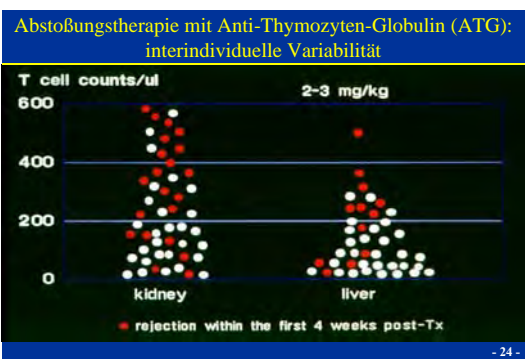 Abstoßungstherapie mit Anti-Thymozyten-Globulin (ATG):
interindividuelle Variabilität
T cell counts/ul
2-3 mg/kg
600
400
200
0
kidney
liver
rejection within the first 4 weeks post-Tx
- 24 -